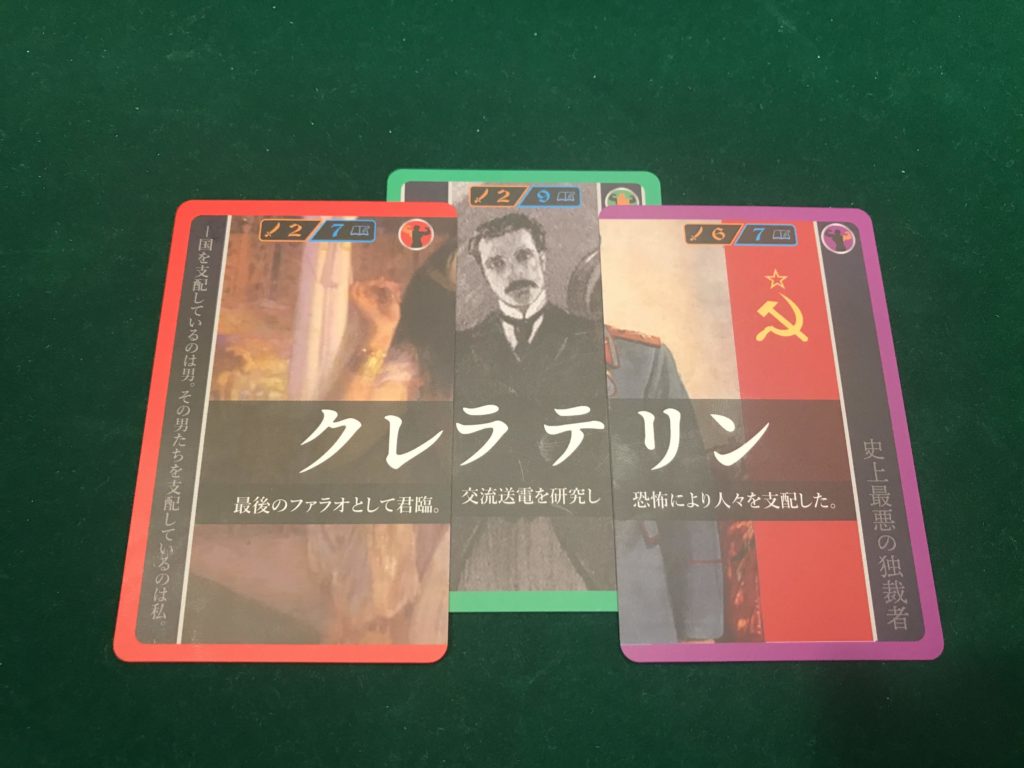 2 7
一国を支配しているのは男。その男たちを支配しているのは私。
クレ
最後のファラオとして君臨。
2 9
ラテ
交流送電を研究し
6 7
リン
恐怖により人々を支配した。
史上最悪の独裁者